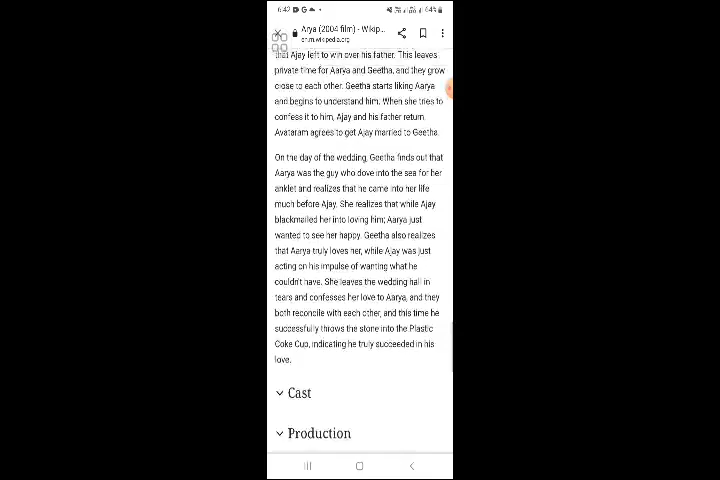 6:42
64%
Arya (2004 film) - Wikip...
en.m.wikipedia.org
that Ajay left to win over his father. This leaves
private time for Aarya and Geetha, and they grow
close to each other. Geetha starts liking Aarya
and begins to understand him. When she tries to
confess it to him, Ajay and his father return.
Avataram agrees to get Ajay married to Geetha.
On the day of the wedding, Geetha finds out that
Aarya was the guy who dove into the sea for her
anklet and realizes that he came into her life
much before Ajay. She realizes that while Ajay
blackmailed her into loving him; Aarya just
wanted to see her happy. Geetha also realizes
that Aarya truly loves her, while Ajay was just
acting on his impulse of wanting what he
couldn't have. She leaves the wedding hall in
tears and confesses her love to Aarya, and they
both reconcile with each other, and this time he
successfully throws the stone into the Plastic
Coke Cup, indicating he truly succeeded in his
love.
Cast
Production